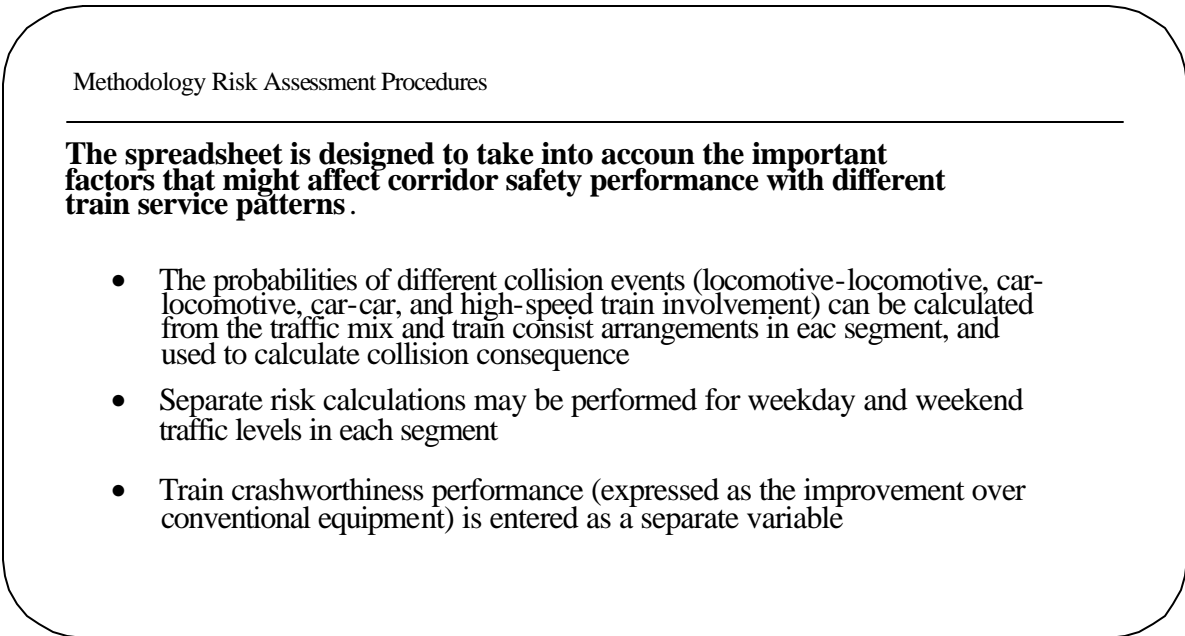 Methodology Risk Assessment Procedures
The spreadsheet is designed to take into accoun the important
factors that might affect corridor safety performance with different
train service patterns.
• The probabilities of different collision events (locomotive-locomotive, car-
locomotive, car-car, and high-speed train involvement) can be calculated
from the traffic mix and train consist arrangements in eac segment, and
used to calculate collision consequence
• Separate risk calculations may be performed for weekday and weekend
traffic levels in each segment
• Train crashworthiness performance (expressed as the improvement over
conventional equipment) is entered as a separate variable